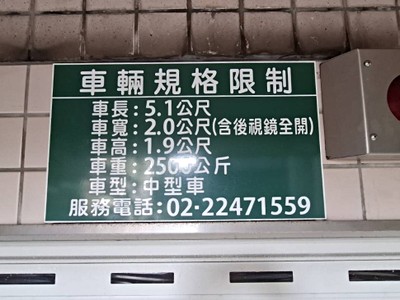 車輛規格限制
車長:5.1公尺
車寬:2.0公尺(含後視鏡全開)
車高:1.9公尺
車重:2500公斤
車型:中型車
服務電話:02-22471559